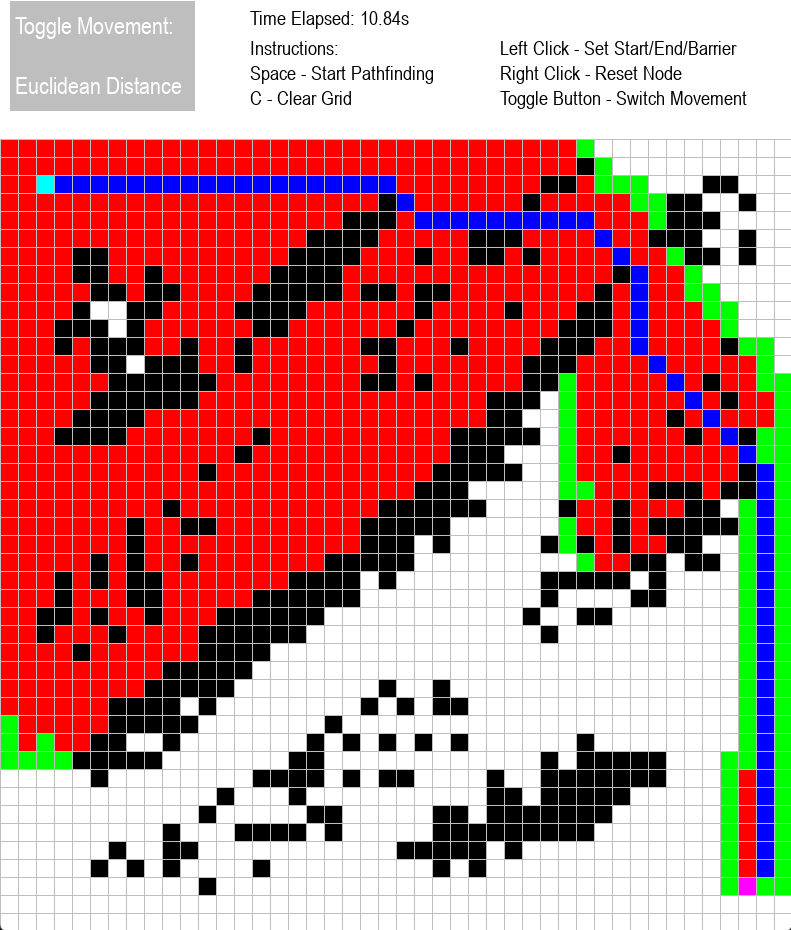 Toggle Movement:
Euclidean Distance
Time Elapsed: 10.84s
Instructions:
Space - Start Pathfinding
C - Clear Grid
Left Click - Set Start/End/Barrier
Right Click - Reset Node
Toggle Button - Switch Movement